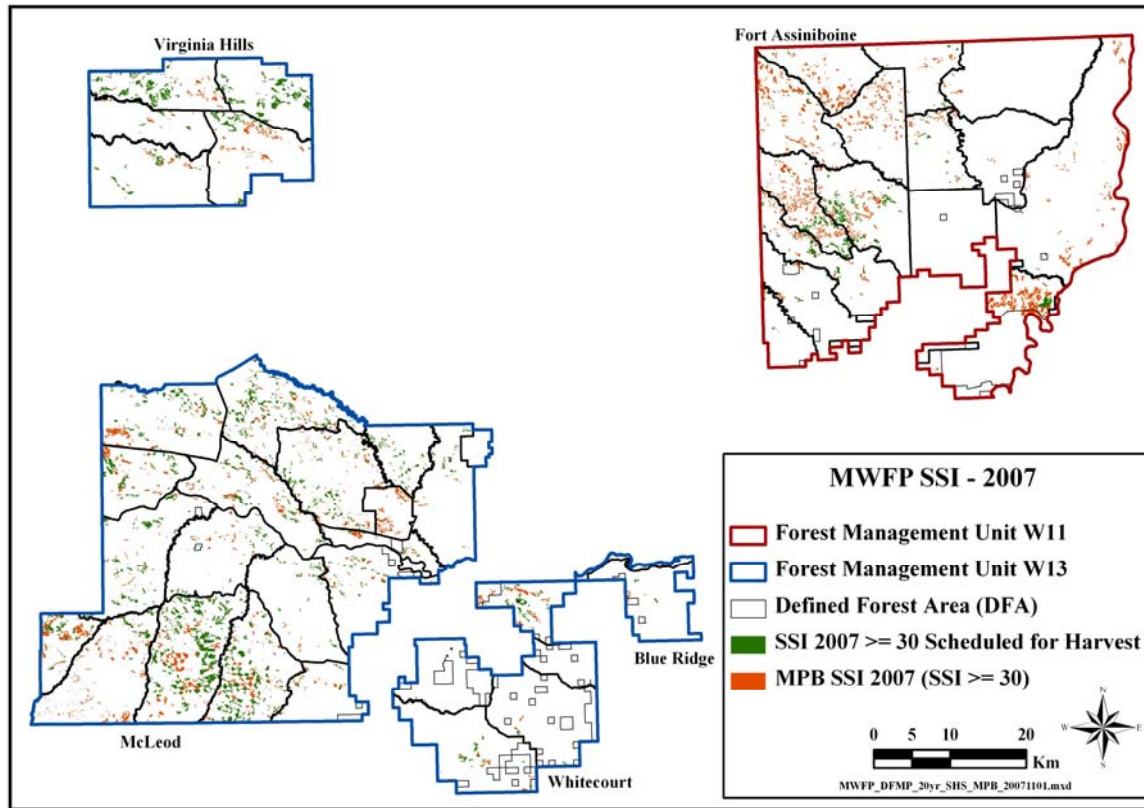 Virginia Hills
Fort Assiniboine
McLeod
Blue Ridge
Whitecourt
MWFP SSI - 2007
Forest Management Unit W11
Forest Management Unit W13
Defined Forest Area (DFA)
SSI 2007 >= 30 Scheduled for Harvest
MPB SSI 2007 (SSI >= 30)
N
W E
S
0 5 10 20
Km
MWFP_DFMP_20yr_SHS_MPB_20071101.mxd